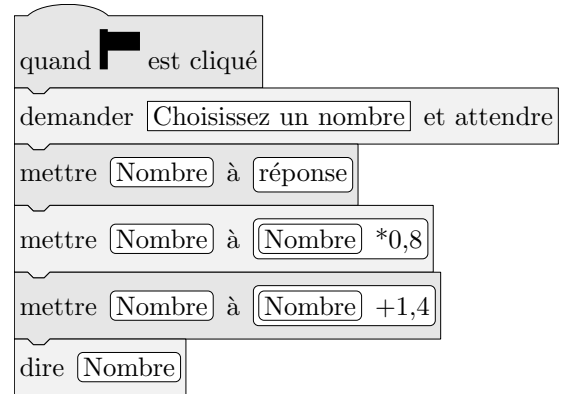 quand est cliqué
demander Choisissez un nombre et attendre
mettre Nombre à réponse
mettre Nombre à Nombre *0,8
mettre Nombre à Nombre +1,4
dire Nombre